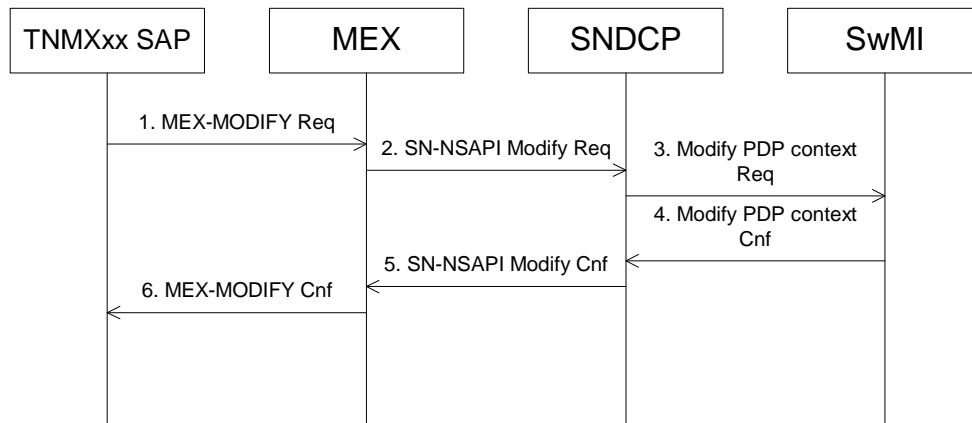 TNMXxx SAP
MEX
SNDCP
SwMI
1. MEX-MODIFY Req
2. SN-NSAPI Modify Req
3. Modify PDP context
Req
4. Modify PDP context
Cnf
5. SN-NSAPI Modify Cnf
6. MEX-MODIFY Cnf